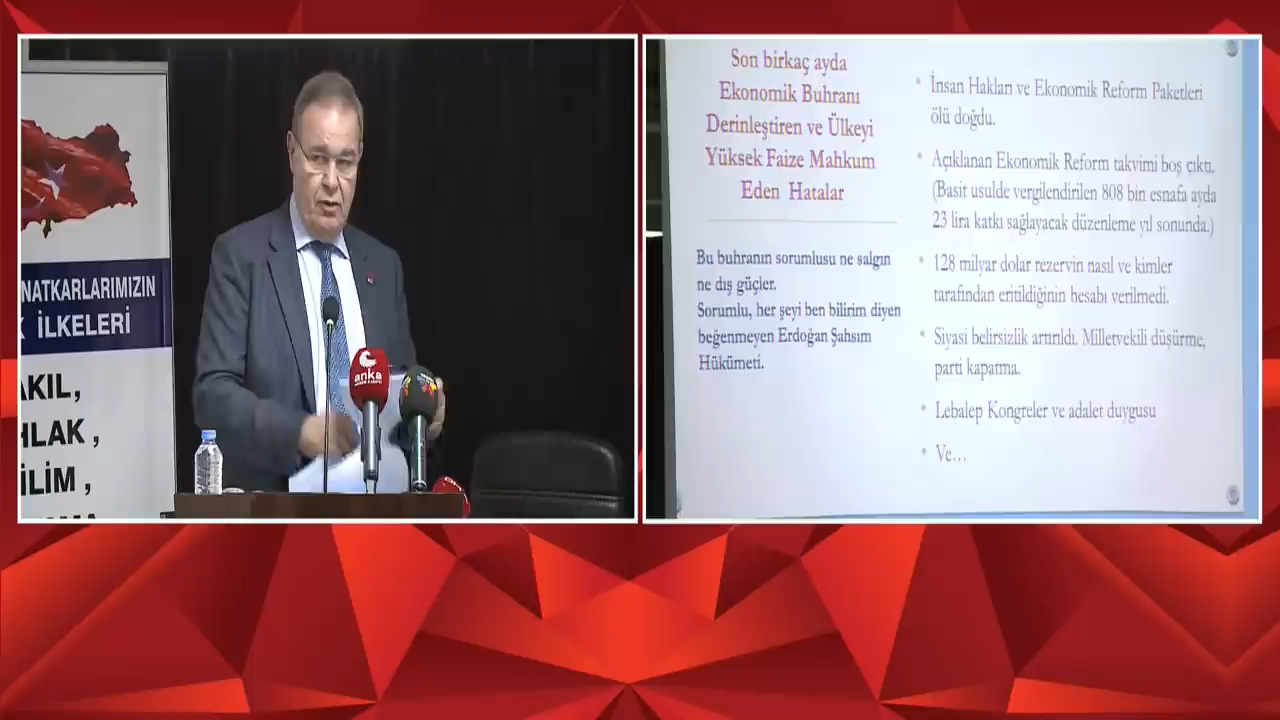 NATKARLARIMIZIN
K İLKELERİ
AKIL,
HLAK ,
İLİM ,
anka
Son birkaç ayda
Ekonomik Buhranı
Derinleştiren ve Ülkeyi
Yüksek Faize Mahkum
Eden Hatalar
Bu buhranın sorumlusu ne salgın
ne dış güçler.
Sorumlu, her şeyi ben bilirim diyen
beğenmeyen Erdoğan Şahsım
Hükümeti.
• İnsan Hakları ve Ekonomik Reform Paketleri
ölü doğdu.
• Açıklanan Ekonomik Reform takvimi boş çıktı.
(Basit usulde vergilendirilen 808 bin esnafa ayda
23 lira katkı sağlayacak düzenleme yıl sonunda.)
• 128 milyar dolar rezervin nasıl ve kimler
tarafından eritildiğinin hesabı verilmedi.
• Siyasi belirsizlik artırıldı. Milletvekili düşürme,
parti kapatma.
• Lebalep Kongreler ve adalet duygusu
• Ve…